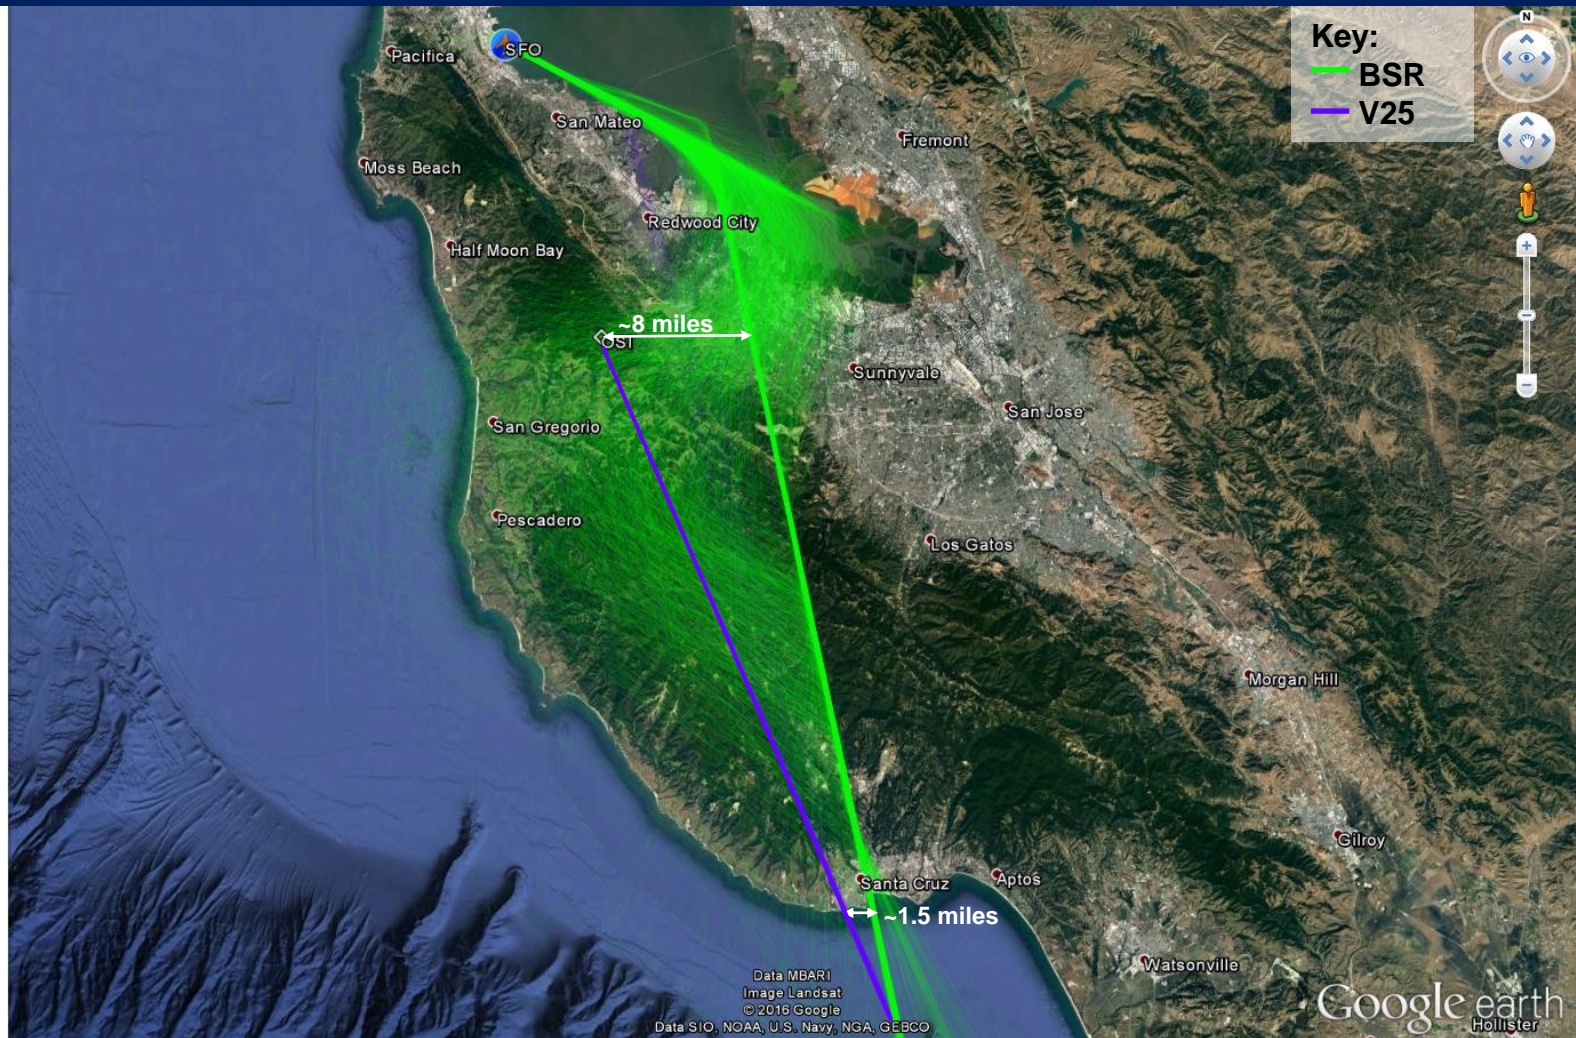 Key:
BSR
V25
N
SFO
Pacifica
San Mateo
Fremont
Moss Beach
Redwood City
Half Moon Bay
~8 miles
OSI
Sunnyvale
San Jose
San Gregorio
Pescadero
Los Gatos
Morgan Hill
Gilroy
Santa Cruz
Aptos
~1.5 miles
Watsonville
Data MBARI
Image Landsat
© 2016 Google
Data SIO, NOAA, U.S. Navy, NGA, GEBCO
Google earth
Hollister